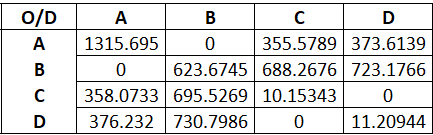 O/D A B C D
A 1315.695 0 355.5789 373.6139
B 0 623.6745 688.2676 723.1766
C 358.0733 695.5269 10.15343 0
D 376.232 730.7986 0 11.20944